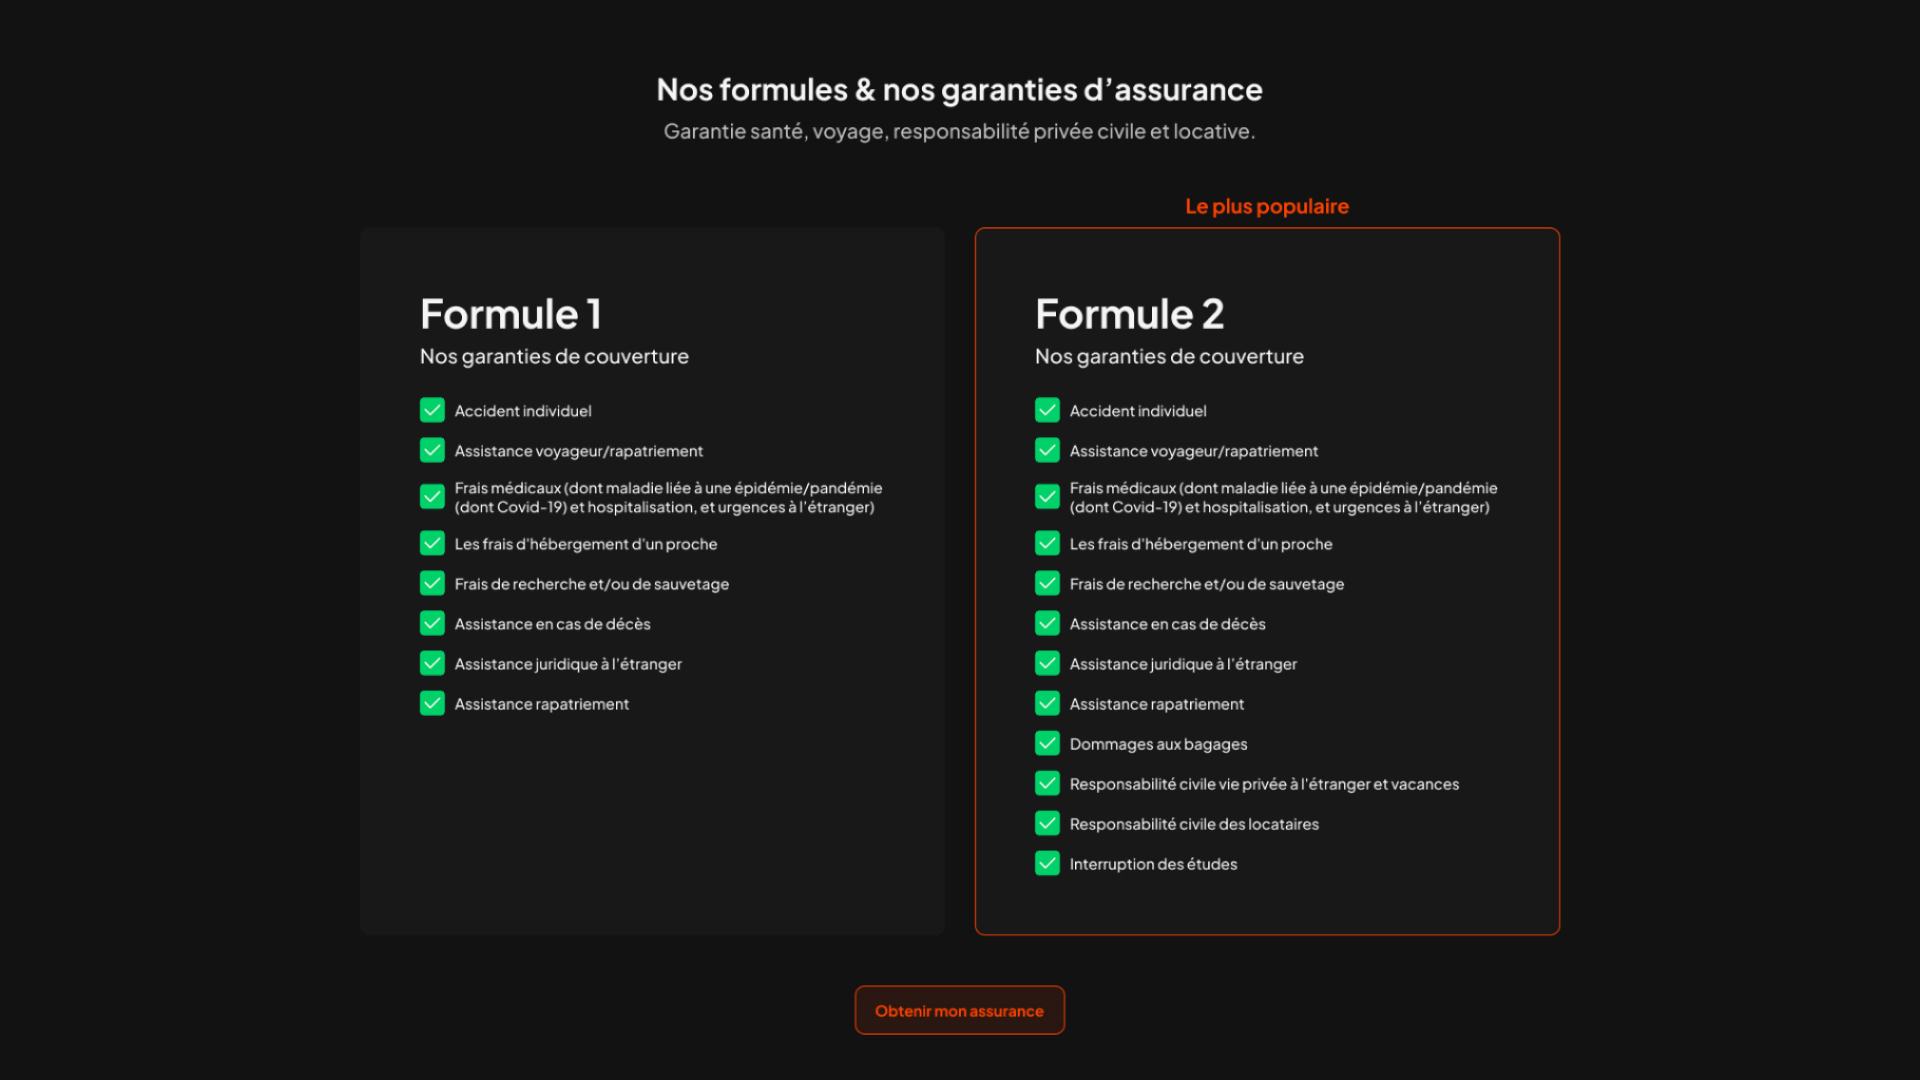 Nos formules & nos garanties d’assurance
Garantie santé, voyage, responsabilité privée civile et locative.
Formule 1
Nos garanties de couverture
Accident individuel
Assistance voyageur/rapatriement
Frais médicaux (dont maladie liée à une épidémie/pandémie
(dont Covid-19) et hospitalisation, et urgences à l’étranger)
Les frais d'hébergement d'un proche
Frais de recherche et/ou de sauvetage
Assistance en cas de décès
Assistance juridique à l’étranger
Assistance rapatriement
Le plus populaire
Formule 2
Nos garanties de couverture
Accident individuel
Assistance voyageur/rapatriement
Frais médicaux (dont maladie liée à une épidémie/pandémie
(dont Covid-19) et hospitalisation, et urgences à l’étranger)
Les frais d'hébergement d'un proche
Frais de recherche et/ou de sauvetage
Assistance en cas de décès
Assistance juridique à l’étranger
Assistance rapatriement
Dommages aux bagages
Responsabilité civile vie privée à l'étranger et vacances
Responsabilité civile des locataires
Interruption des études
Obtenir mon assurance